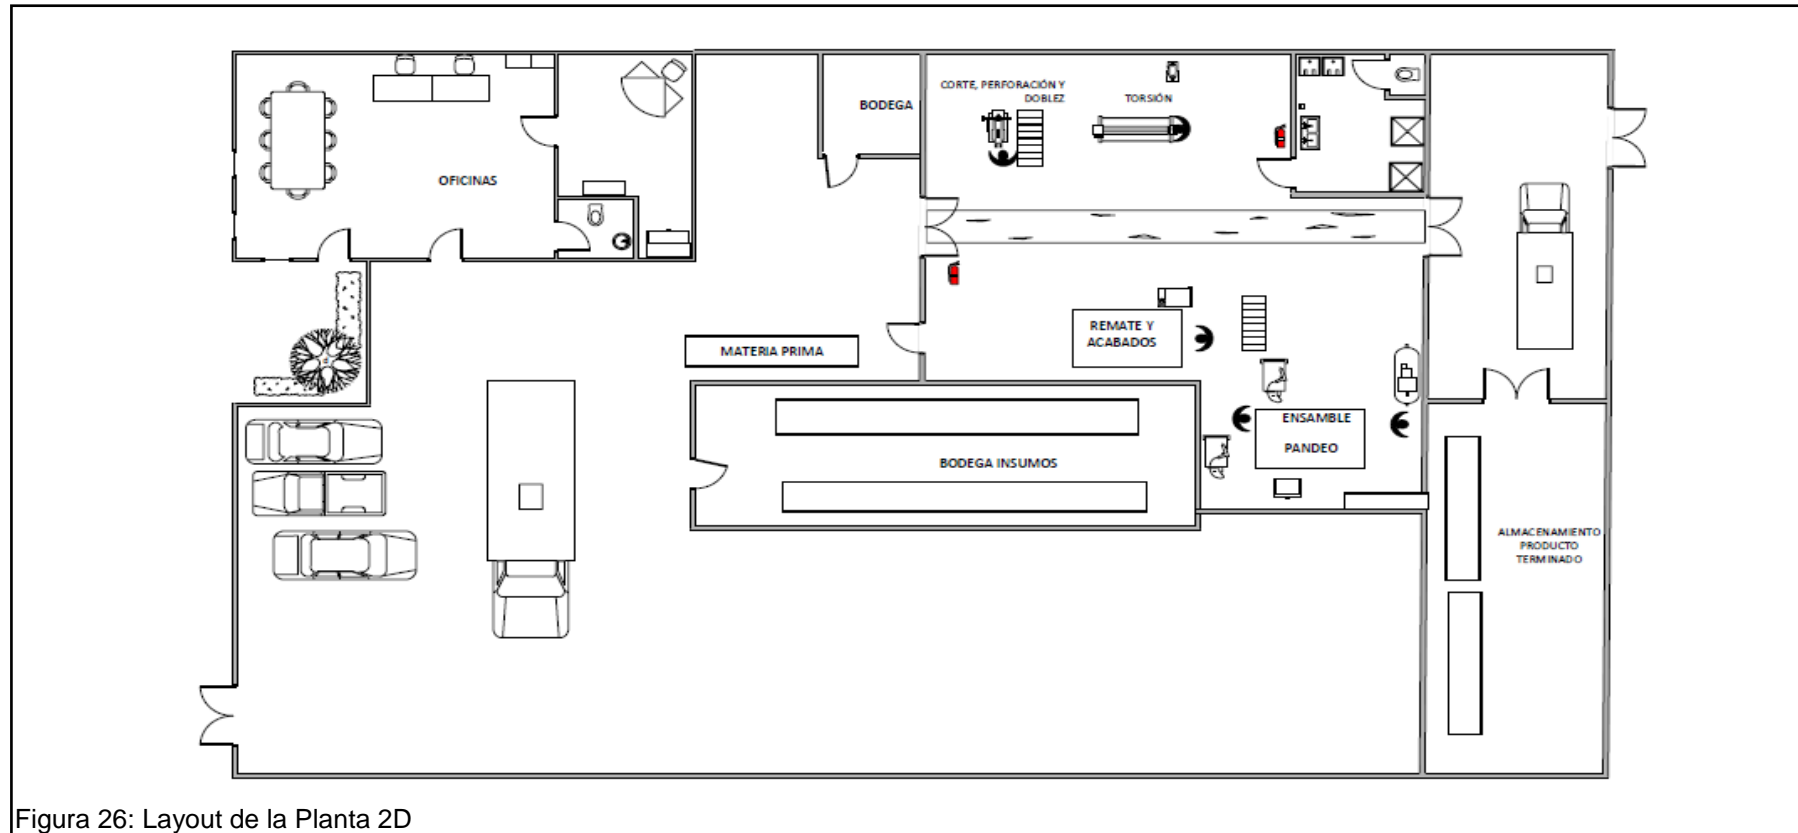 CORTE, PERFORACIÓN Y
DOBLEZ
TORSIÓN
BODEGA
OFICINAS
REMATE Y
ACABADOS
MATERIA PRIMA
ENSAMBLE
PANDEO
BODEGA INSUMOS
ALMACENAMIENTO
PRODUCTO
TERMINADO
Figura 26: Layout de la Planta 2D